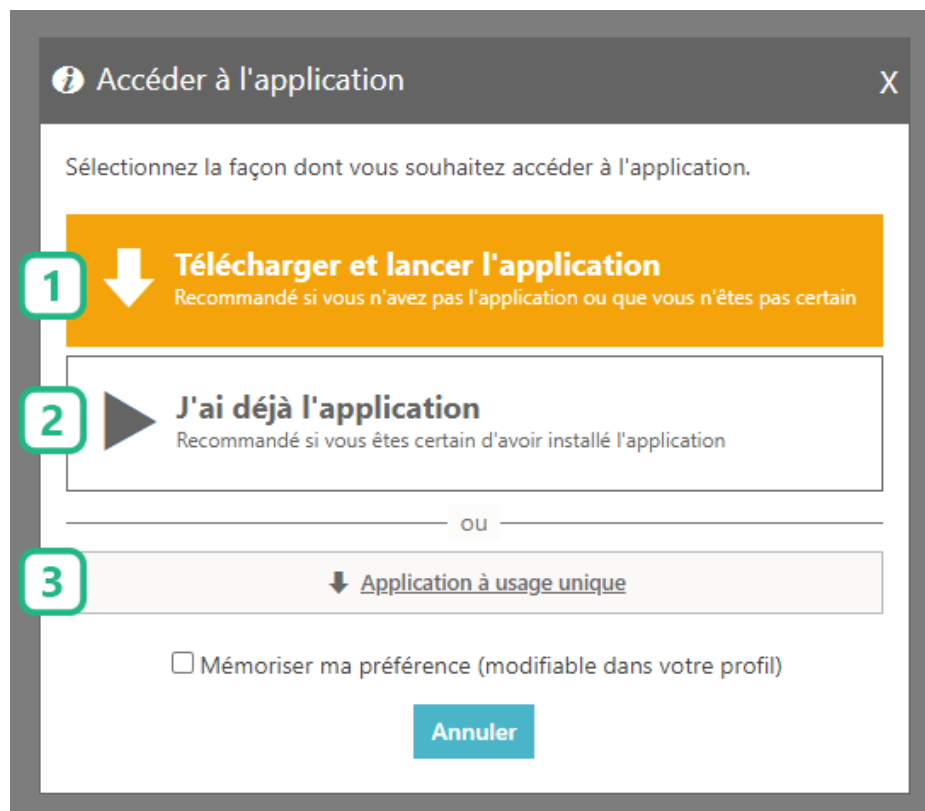 Accéder à l'application
X
Sélectionnez la façon dont vous souhaitez accéder à l'application.
1
Télécharger et lancer l'application
Recommandé si vous n'avez pas l'application ou que vous n'êtes pas certain
2
J'ai déjà l'application
Recommandé si vous êtes certain d'avoir installé l'application
ou
3
Application à usage unique
Mémoriser ma préférence (modifiable dans votre profil)
Annuler